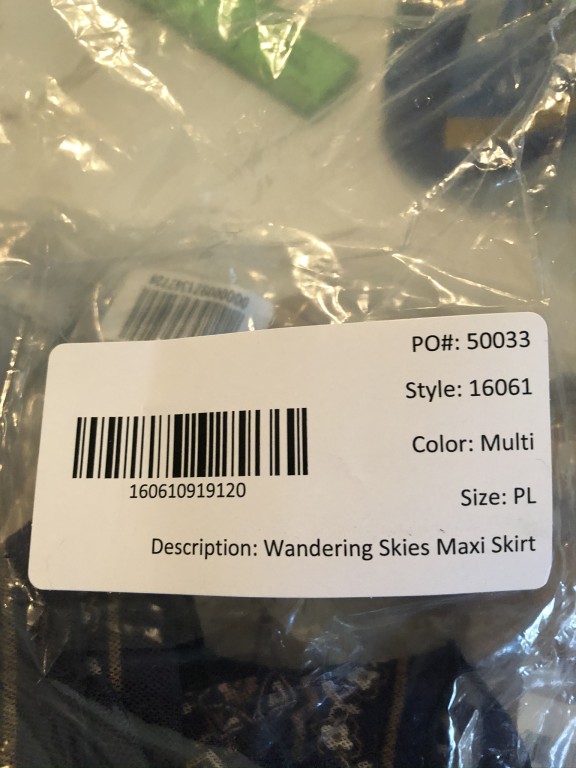 PO#: 50033
Style: 16061
Color: Multi
160610919120
Size: PL
Description: Wandering Skies Maxi Skirt